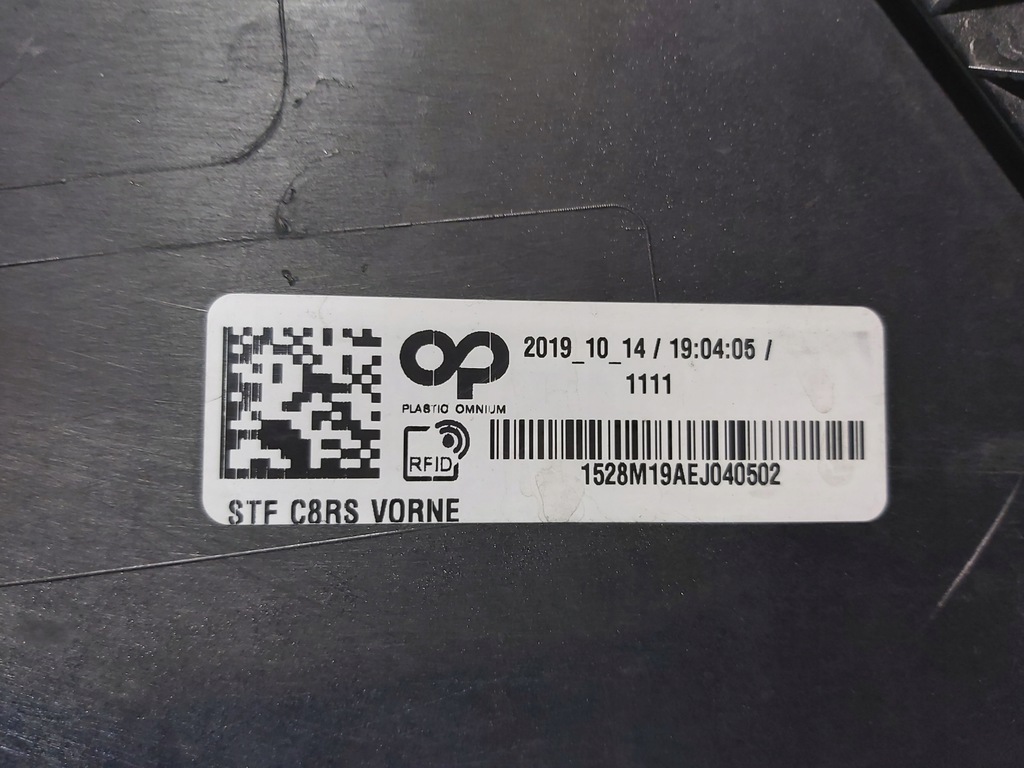 OP
PLASTIC OMNIUM
2019_10_14 / 19:04:05 /
1111
RFID
1528M19AEJ040502
STF C8RS VORNE